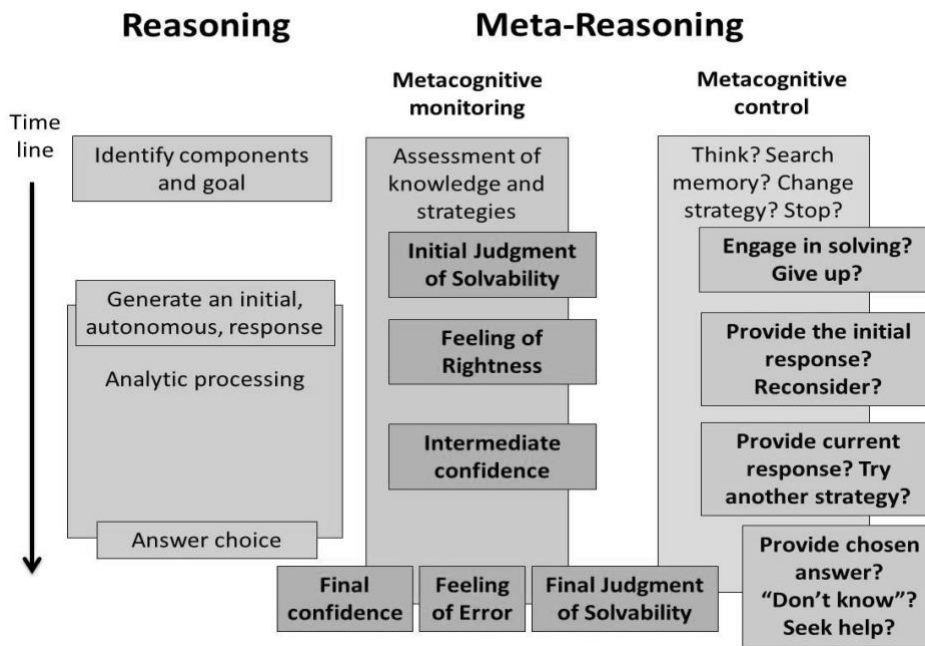 Reasoning
Meta-Reasoning
Metacognitive
monitoring
Metacognitive
control
Time
line
Identify components
and goal
Generate an initial,
autonomous, response
Analytic processing
Answer choice
Assessment of
knowledge and
strategies
Initial Judgment
of Solvability
Feeling of
Rightness
Intermediate
confidence
Final
confidence
Feeling
of Error
Final Judgment
of Solvability
Think? Search
memory? Change
strategy? Stop?
Engage in solving?
Give up?
Provide the initial
response?
Reconsider?
Provide current
response? Try
another strategy?
Provide chosen
answer?
“Don’t know”?
Seek help?